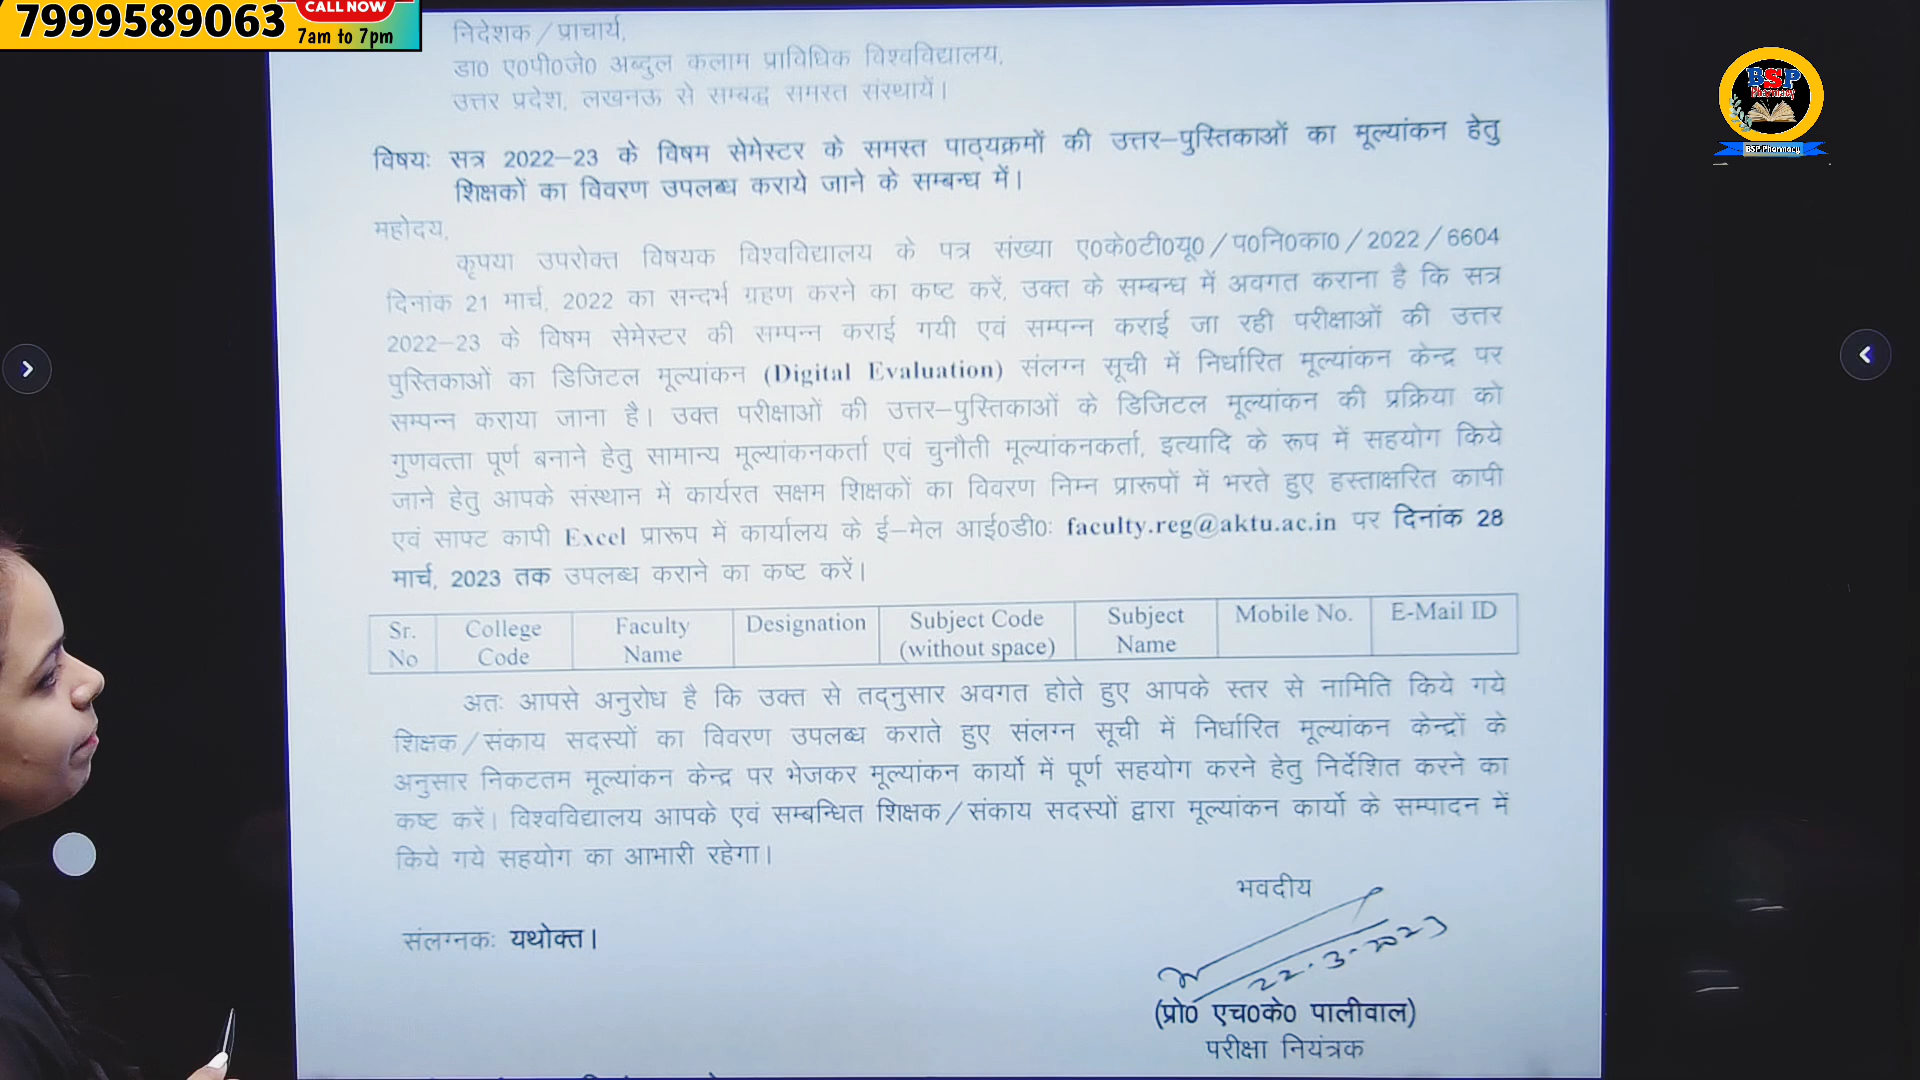 7999589063
CALL NOW
7am to 7pm
BSP
Pharmacy
BSP Pharmacy
निदेशक / प्राचार्य,
डा0 ए0पी0जे0 अब्दुल कलाम प्राविधिक विश्वविद्यालय,
उत्तर प्रदेश, लखनऊ से सम्बद्ध समस्त संस्थायें।
विषयः सत्र 2022–23 के विषम सेमेस्टर के समस्त पाठ्यक्रमों की उत्तर–पुस्तिकाओं का मूल्यांकन हेतु
शिक्षकों का विवरण उपलब्ध कराये जाने के सम्बन्ध में।
महोदय,
कृपया उपरोक्त विषयक विश्वविद्यालय के पत्र संख्या ए0के0टी0यू0 / प0नि0का0 / 2022 / 6604
दिनांक 21 मार्च, 2022 का सन्दर्भ ग्रहण करने का कष्ट करें, उक्त के सम्बन्ध में अवगत कराना है कि सत्र
2022–23 के विषम सेमेस्टर की सम्पन्न कराई गयी एवं सम्पन्न कराई जा रही परीक्षाओं की उत्तर
पुस्तिकाओं का डिजिटल मूल्यांकन (Digital Evaluation) संलग्न सूची में निर्धारित मूल्यांकन केन्द्र पर
सम्पन्न कराया जाना है। उक्त परीक्षाओं की उत्तर–पुस्तिकाओं के डिजिटल मूल्यांकन की प्रक्रिया को
गुणवत्ता पूर्ण बनाने हेतु सामान्य मूल्यांकनकर्ता एवं चुनौती मूल्यांकनकर्ता, इत्यादि के रूप में सहयोग किये
जाने हेतु आपके संस्थान में कार्यरत सक्षम शिक्षकों का विवरण निम्न प्रारूपों में भरते हुए हस्ताक्षरित कापी
एवं साफ्ट कापी Excel प्रारूप में कार्यालय के ई–मेल आई0डी0: faculty.reg@aktu.ac.in पर दिनांक 28
मार्च, 2023 तक उपलब्ध कराने का कष्ट करें।
Sr. No | College Code | Faculty Name | Designation | Subject Code (without space) | Subject Name | Mobile No. | E-Mail ID
अतः आपसे अनुरोध है कि उक्त से तद्नुसार अवगत होते हुए आपके स्तर से नामिति किये गये
शिक्षक / संकाय सदस्यों का विवरण उपलब्ध कराते हुए संलग्न सूची में निर्धारित मूल्यांकन केन्द्रों के
अनुसार निकटतम मूल्यांकन केन्द्र पर भेजकर मूल्यांकन कार्यो में पूर्ण सहयोग करने हेतु निर्देशित करने का
कष्ट करें। विश्वविद्यालय आपके एवं सम्बन्धित शिक्षक / संकाय सदस्यों द्वारा मूल्यांकन कार्यो के सम्पादन में
किये गये सहयोग का आभारी रहेगा।
भवदीय
22.3.2023
संलग्नकः यथोक्त।
(प्रो0 एच0के0 पालीवाल)
परीक्षा नियंत्रक